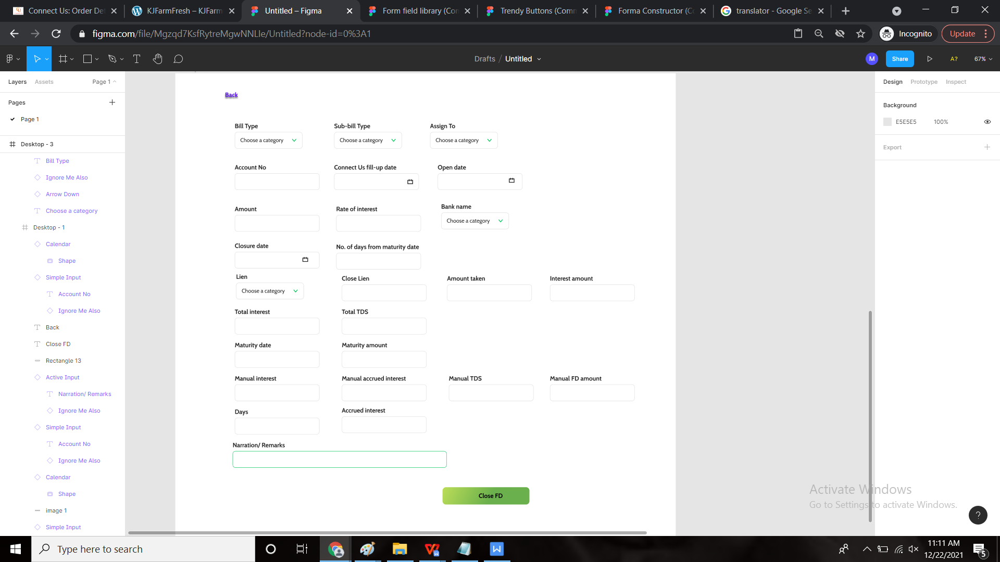 Connect Us: Order De
KJFarmFresh – KJFarm
Untitled – Figma
Form field library (Con
Trendy Buttons (Comm
Forma Constructor (C
translator - Google Se
figma.com/file/Mgzqd7KsfRytreMgwNNLIe/Untitled?node-id=0%3A1
Incognito
Update
Drafts / Untitled
M
Share
A?
67%
Layers Assets Page 1
Design Prototype Inspect
Pages
Page 1
Background
E5E5E5 100%
Export
Desktop - 3
Bill Type
Ignore Me Also
Arrow Down
Choose a category
Desktop - 1
Calendar
Shape
Simple Input
Account No
Ignore Me Also
Back
Close FD
Rectangle 13
Active Input
Narration/ Remarks
Ignore Me Also
Simple Input
Account No
Ignore Me Also
Calendar
Shape
image 1
Simple Input
Back
Bill Type Sub-bill Type Assign To
Choose a category Choose a category Choose a category
Account No Connect Us fill-up date Open date
Amount Rate of interest Bank name
Choose a category
Closure date No. of days from maturity date
Lien Close Lien Amount taken Interest amount
Choose a category
Total interest Total TDS
Maturity date Maturity amount
Manual interest Manual accrued interest Manual TDS Manual FD amount
Days Accrued interest
Narration/ Remarks
Close FD
Activate Windows
Go to Settings to activate Windows.
?
Type here to search
11:11 AM
12/22/2021
5